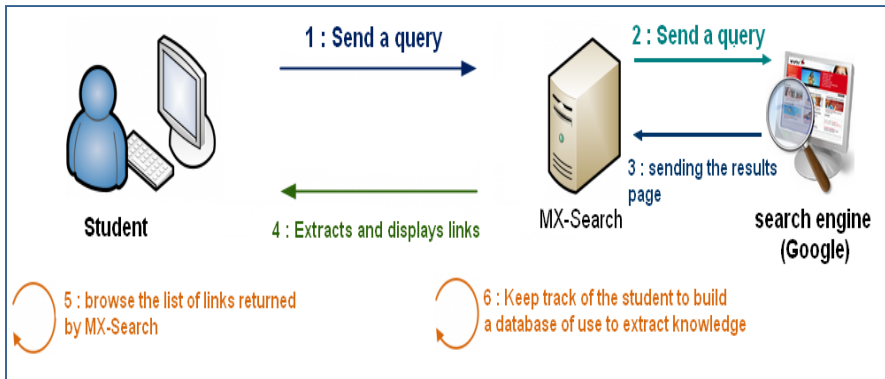 1 : Send a query
2 : Send a query
3 : sending the results
page
4 : Extracts and displays links
Student
MX-Search
search engine
(Google)
5 : browse the list of links returned
by MX-Search
6 : Keep track of the student to build
a database of use to extract knowledge